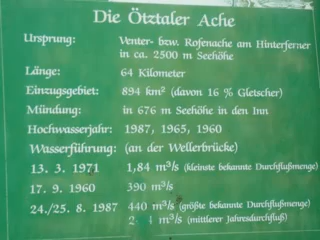 Die Ötztaler Ache
Ursprung: Venter- bzw. Rofenache am Hinterferner
in ca. 2500 m Seehöhe
Länge: 64 Kilometer
Einzugsgebiet: 894 km² (davon 16 % Gletscher)
Mündung: in 676 m Seehöhe in den Inn
Hochwasserjahr: 1987, 1965, 1960
Wasserführung: (an der Wellerbrücke)
13. 3. 1971 1,84 m³/s (kleinste bekannte Durchflußmenge)
17. 9. 1960 390 m³/s
24./25. 8. 1987 440 m³/s (größte bekannte Durchflußmenge)
m³/s (mittlerer Jahresdurchfluß)